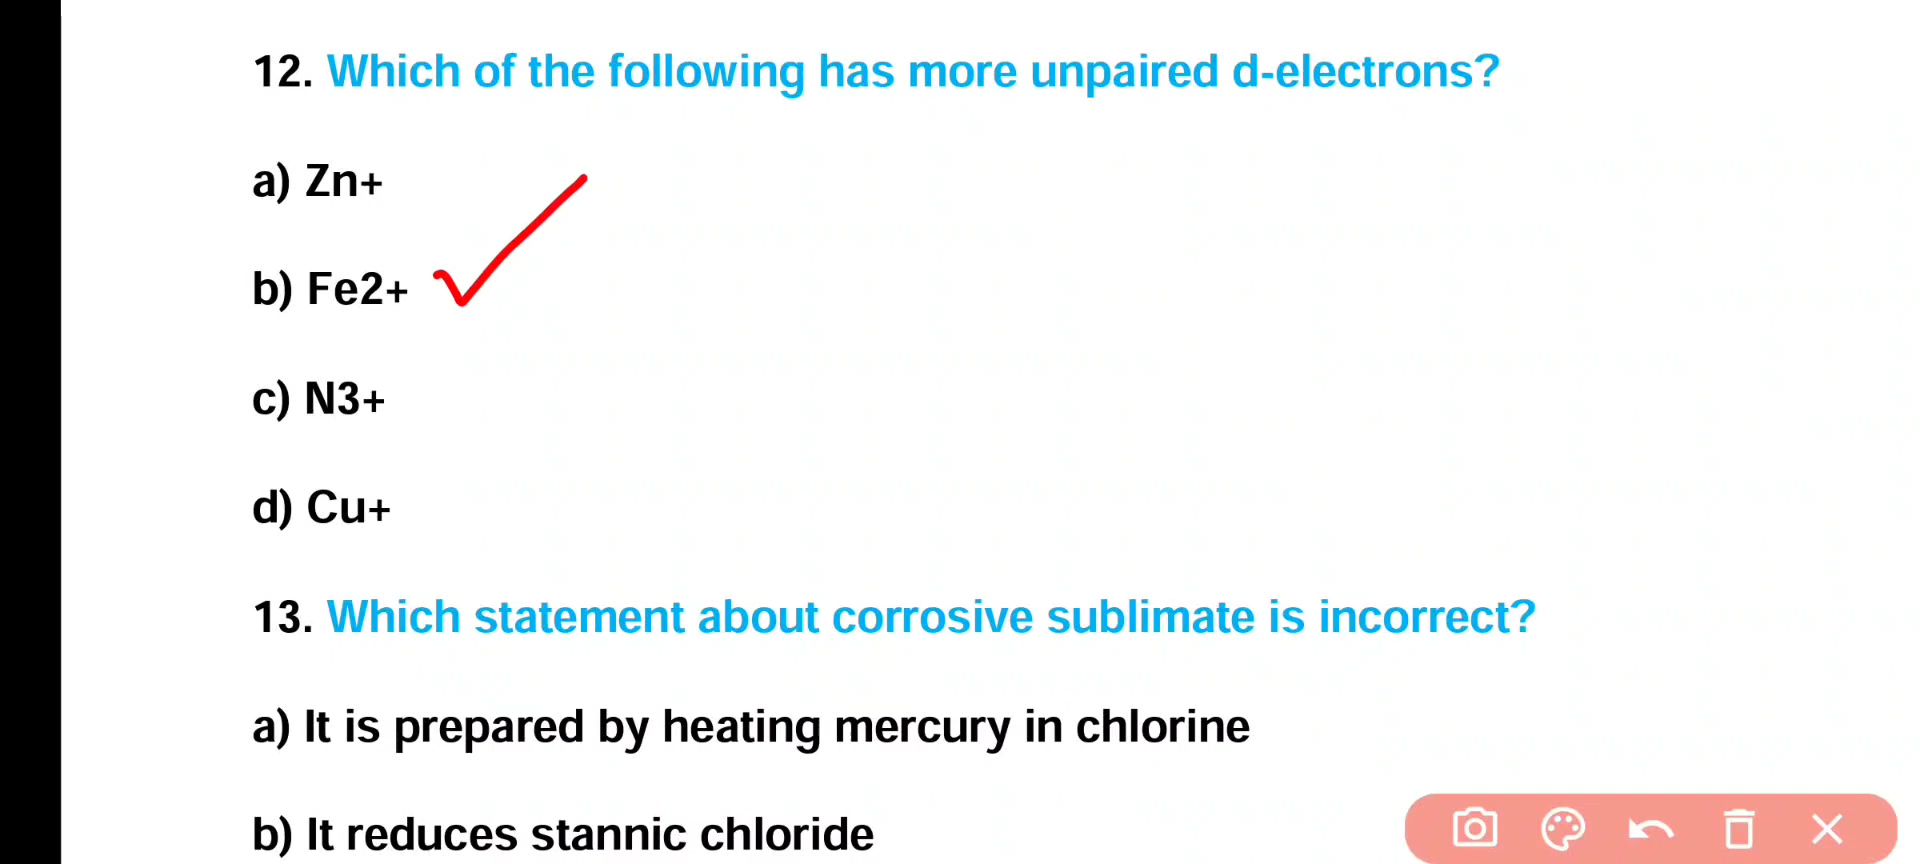 12. Which of the following has more unpaired d-electrons?
a) Zn+
b) Fe2+
c) N3+
d) Cu+
13. Which statement about corrosive sublimate is incorrect?
a) It is prepared by heating mercury in chlorine
b) It reduces stannic chloride